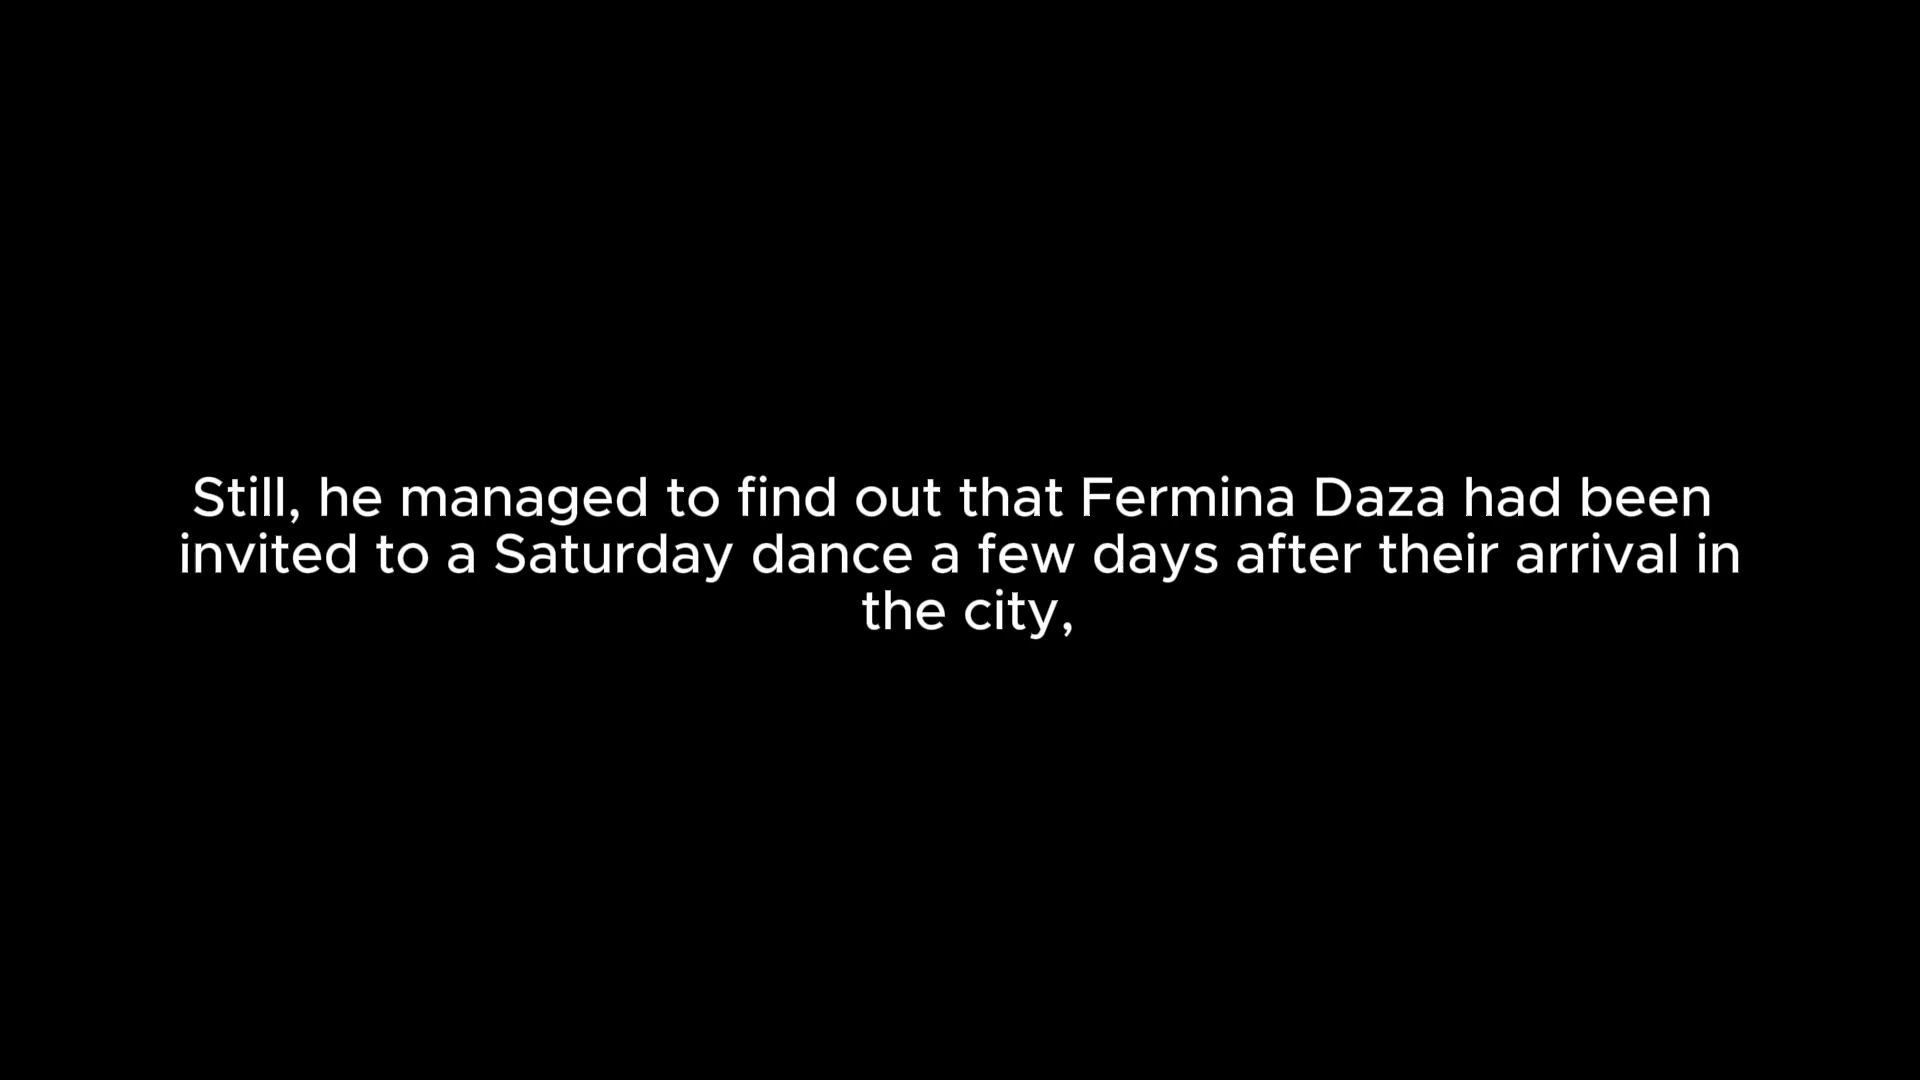 Still, he managed to find out that Fermina Daza had been
invited to a Saturday dance a few days after their arrival in
the city,